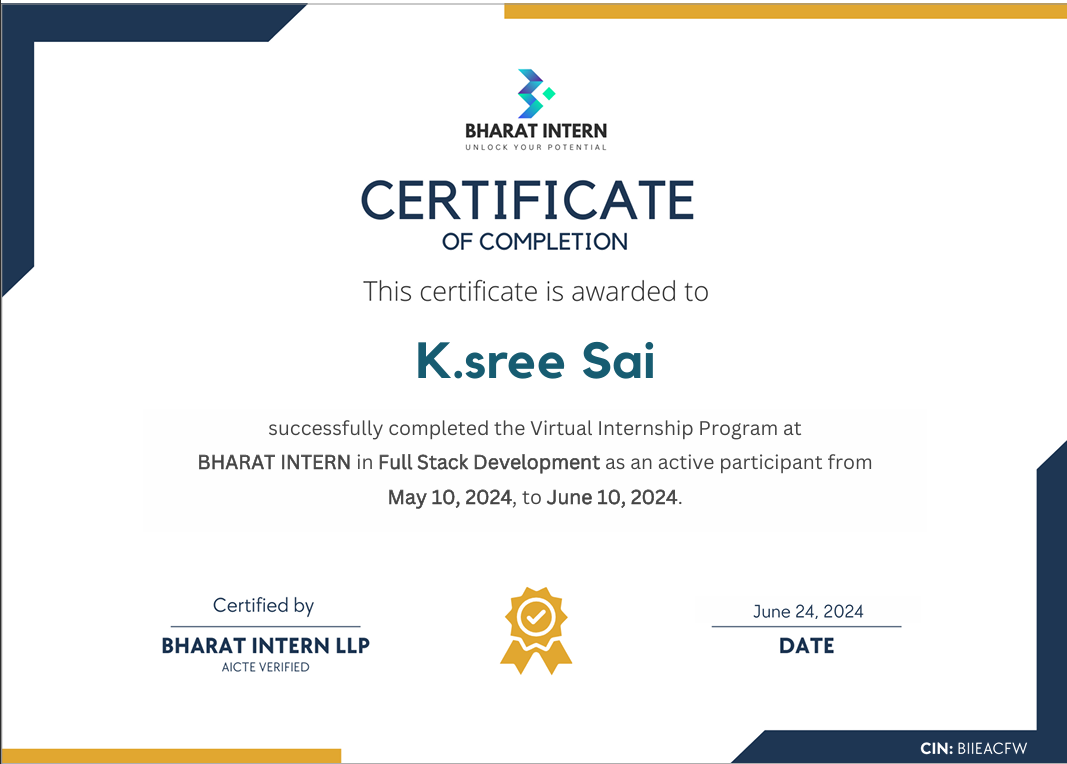 BHARAT INTERN
UNLOCK YOUR POTENTIAL
CERTIFICATE
OF COMPLETION
This certificate is awarded to
K.sree Sai
successfully completed the Virtual Internship Program at
BHARAT INTERN in Full Stack Development as an active participant from
May 10, 2024, to June 10, 2024.
Certified by
BHARAT INTERN LLP
AICTE VERIFIED
June 24, 2024
DATE
CIN: BIIEACFW